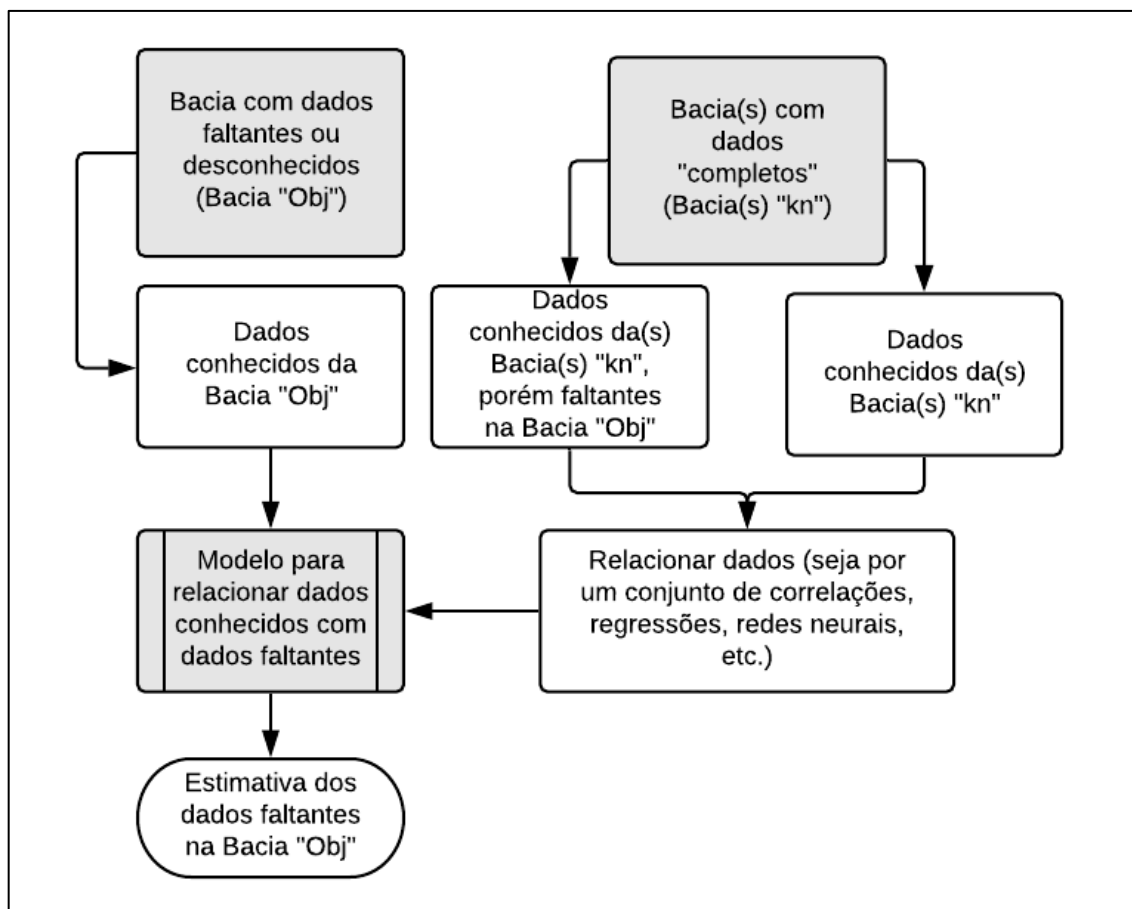 Bacia com dados
faltantes ou
desconhecidos
(Bacia "Obj")
Bacia(s) com
dados
"completos"
(Bacia(s) "kn")
Dados
conhecidos da
Bacia "Obj"
Dados
conhecidos da(s)
Bacia(s) "kn",
porém faltantes
na Bacia "Obj"
Dados
conhecidos da(s)
Bacia(s) "kn"
Modelo para
relacionar dados
conhecidos com
dados faltantes
Relacionar dados (seja por
um conjunto de correlações,
regressões, redes neurais,
etc.)
Estimativa dos
dados faltantes
na Bacia "Obj"